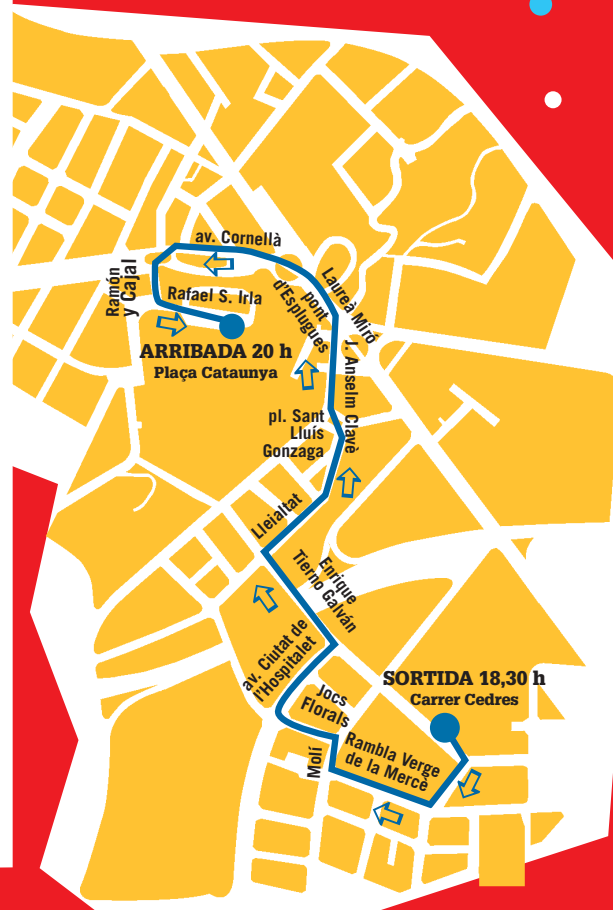 av. Cornellà
Ramón
y Cajal
Rafael S. Irla
Laureà Miró
pont
d'Esplugues
ARRIBADA 20 h
Plaça Cataunya
J. Anselm Clavè
pl. Sant
Lluís
Gonzaga
Lleialtat
Enrique
Tierno Galván
av. Ciutat de
l'Hospitalet
SORTIDA 18,30 h
Carrer Cedres
Jocs
Florals
Rambla Verge
de la Mercè
Molí